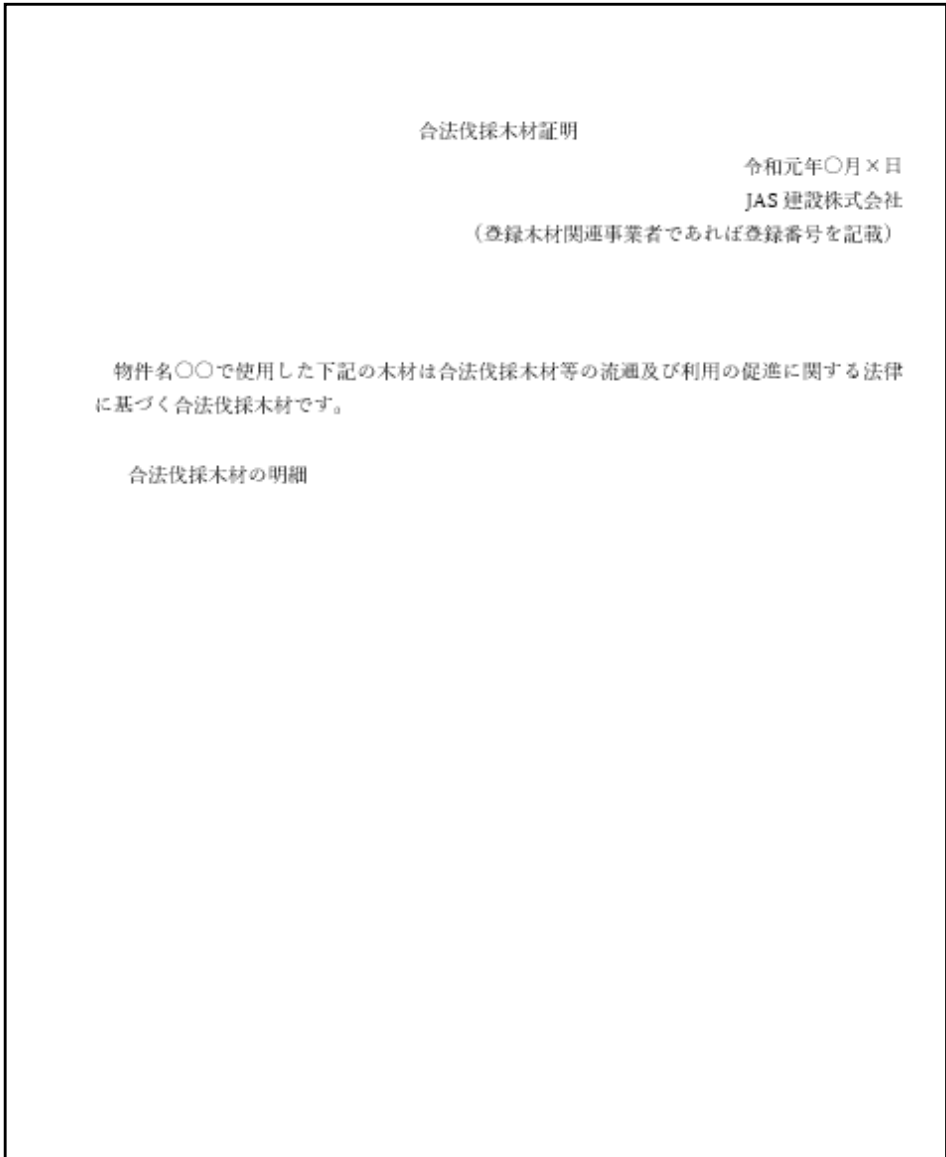 合法伐採木材証明
令和元年〇月×日
JAS 建設株式会社
（登録木材関連事業者であれば登録番号を記載）
物件名〇〇で使用した下記の木材は合法伐採木材等の流通及び利用の促進に関する法律
に基づく合法伐採木材です。
合法伐採木材の明細